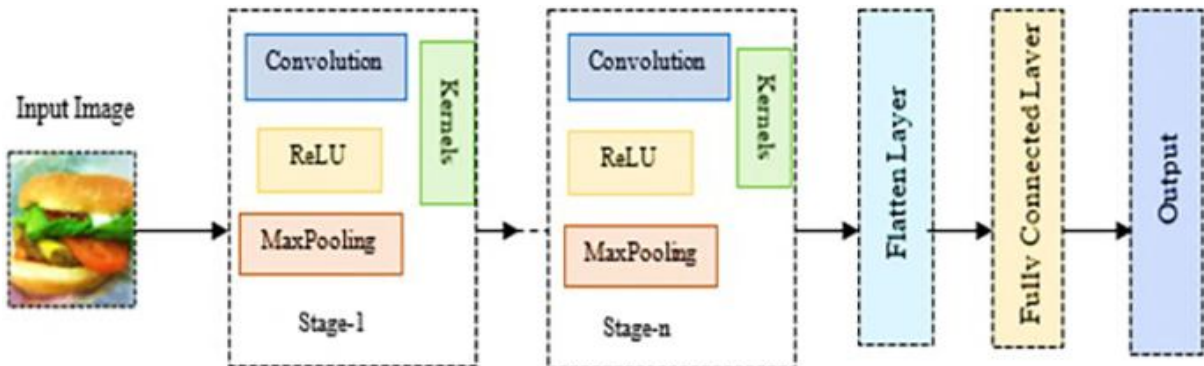 Input Image
Convolution
Kernels
ReLU
MaxPooling
Stage-1
Convolution
Kernels
ReLU
MaxPooling
Stage-n
Flatten Layer
Fully Connected Layer
Output